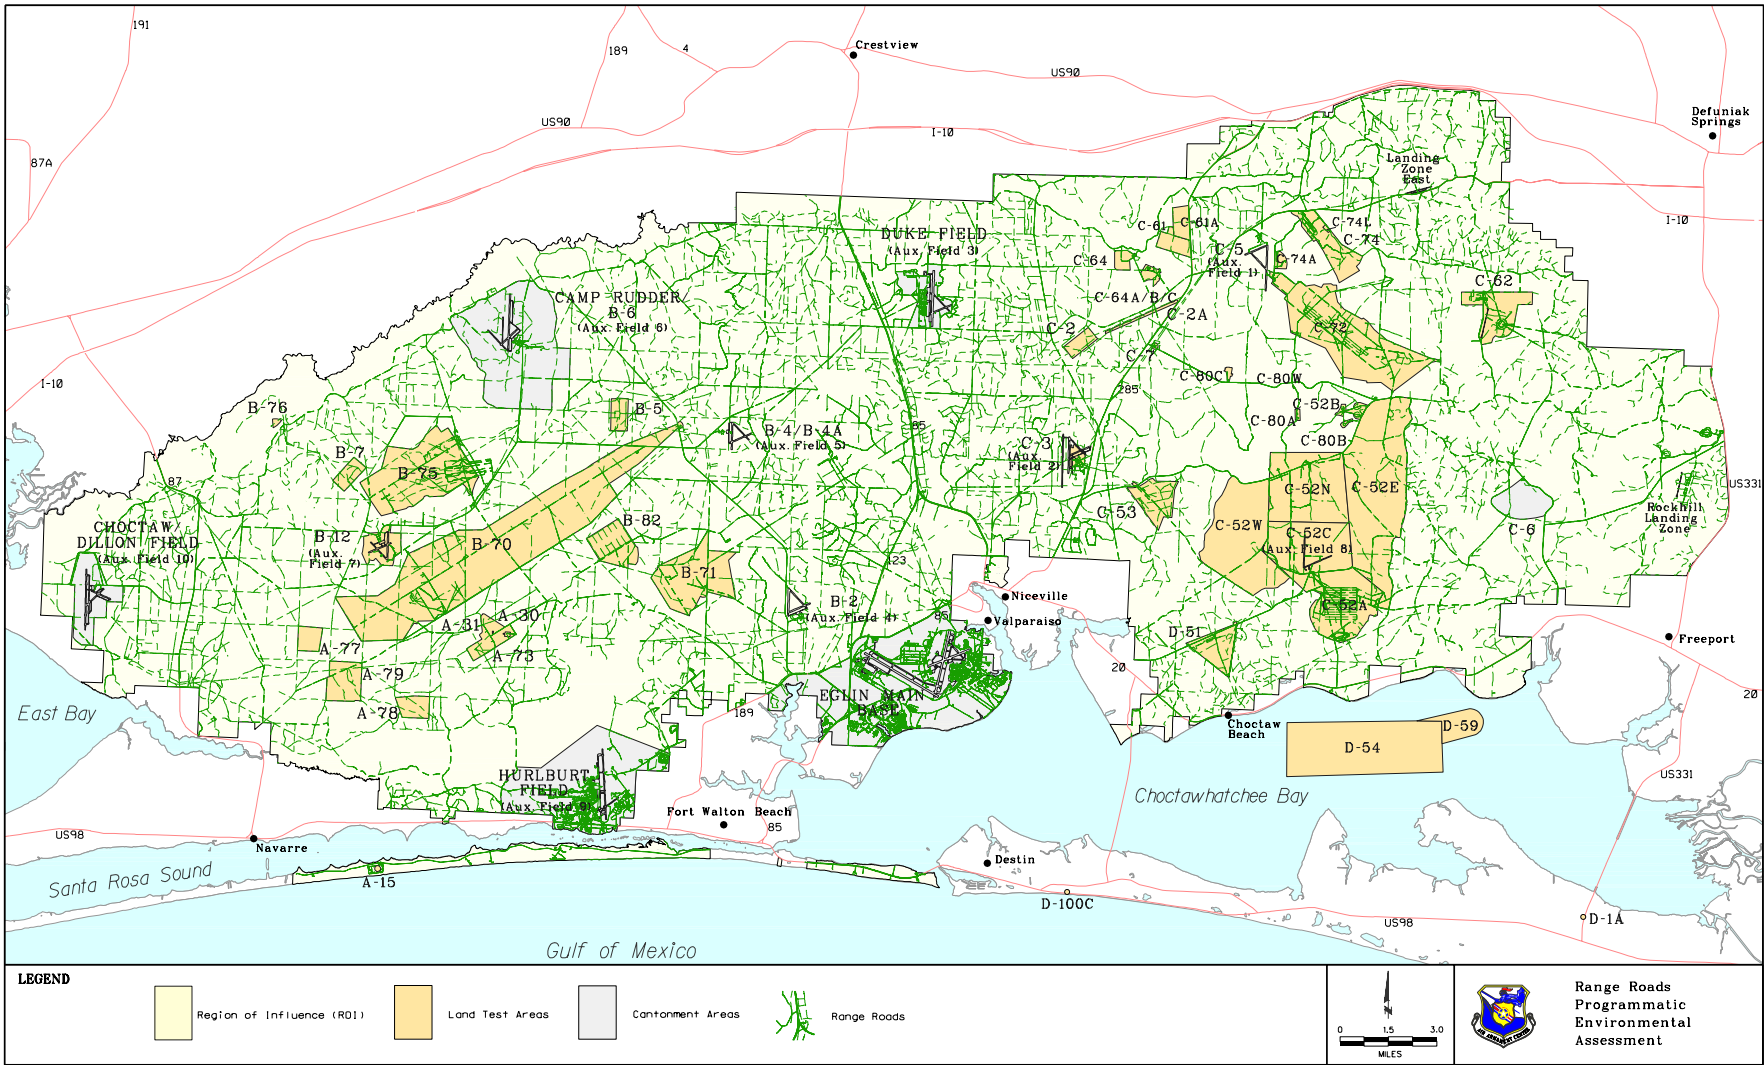 191
189
4
Crestview
US90
US90
I-10
87A
Defuniak
Springs
Landing
Zone
East
I-10
C-61
C-61A
C-74L
C-74
DUKE FIELD
(Aux. Field 3)
C-64
C-5
(Aux.
Field 1)
C-74A
C-62
CAMP RUDDER
B-6
(Aux. Field 6)
C-64A/B/C
C-2A
C-2
C-72
C-7
I-10
C-80C
C-80W
285
B-76
B-5
C-52B
C-80A
B-4/B-4A
(Aux. Field 5)
85
C-3
(Aux.
Field 2)
C-80B
B-7
B-75
87
C-52N
C-52E
US331
C-53
C-52W
C-6
Rockhill
Landing
Zone
CHOCTAW/
DILLON FIELD
(Aux. Field 10)
B-12
(Aux.
Field 7)
B-82
B-70
C-52C
(Aux. Field 8)
123
B-71
Niceville
B-2
(Aux. Field 4)
85
Valparaiso
C-52A
A-30
A-31
A-73
A-77
D-51
Freeport
A-79
20
20
EGLIN MAIN
BASE
A-78
189
East Bay
Choctaw
Beach
D-59
D-54
HURLBURT
FIELD
(Aux. Field 9)
US331
Choctawhatchee Bay
Fort Walton Beach
85
US98
Navarre
Destin
Santa Rosa Sound
A-15
D-100C
US98
D-1A
Gulf of Mexico
LEGEND
Region of Influence (ROI)
Land Test Areas
Cantonment Areas
Range Roads
N
0 1.5 3.0
MILES
AIR ARMAMENT CENTER
Range Roads
Programmatic
Environmental
Assessment